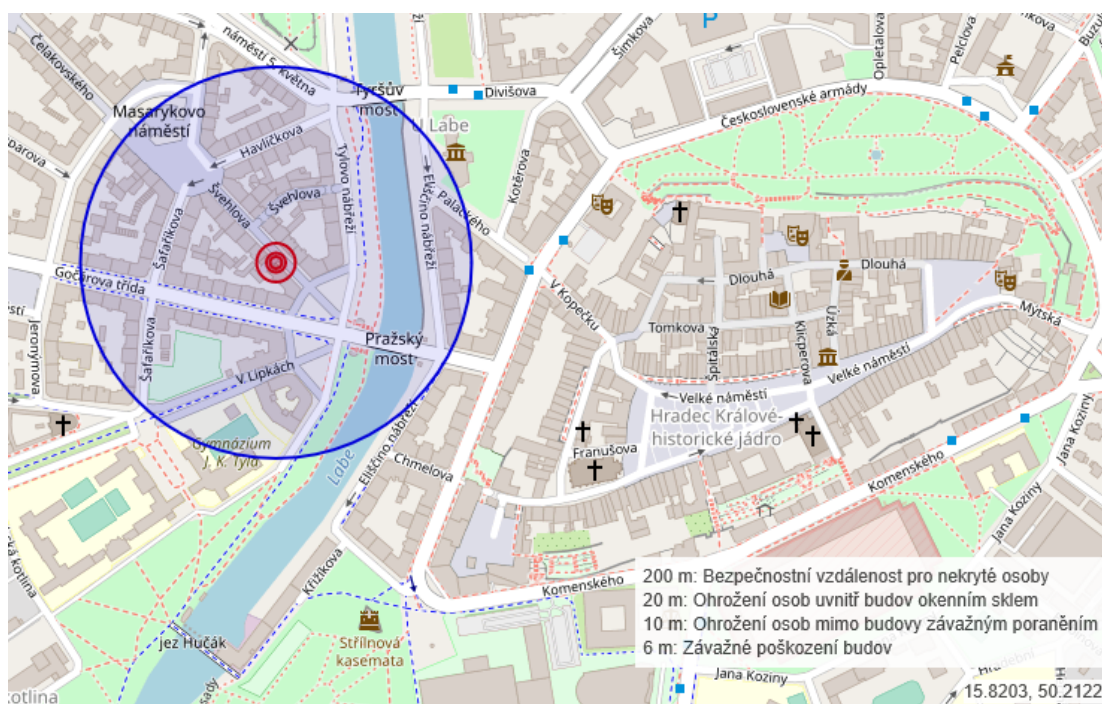 náměstí 5. května
Čelakovského
Masarykovo
náměstí
Havlíčkova
Švehlova
Švehlova
Šafaříkova
Šafaříkova
Gočárova třída
Jeronýmova
V Lipkách
Gymnázium
J. K. Tyla
Tyršův
most
Tylovo nábřeží
Eliščino nábřeží
Pražský
most
Labe
Eliščino nábřeží
Chmelova
Křižíkova
jez Hučák
Střílnová
kasemata
U Labe
Divišova
Šimkova
P
Palackého
Kotěrova
V Kopečku
Československé armády
Opletalova
Pelclova
Dlouhá
Dlouhá
Tomkova
Špitálská
Klicperova
Úzká
Mýtská
Velké náměstí
Velké náměstí
Hradec Králové-
historické jádro
Franušova
Komenského
Komenského
Jana Koziny
Jana Koziny
Jana Koziny
200 m: Bezpečnostní vzdálenost pro nekryté osoby
20 m: Ohrožení osob uvnitř budov okenním sklem
10 m: Ohrožení osob mimo budovy závažným poraněním
6 m: Závažné poškození budov
15.8203, 50.2122